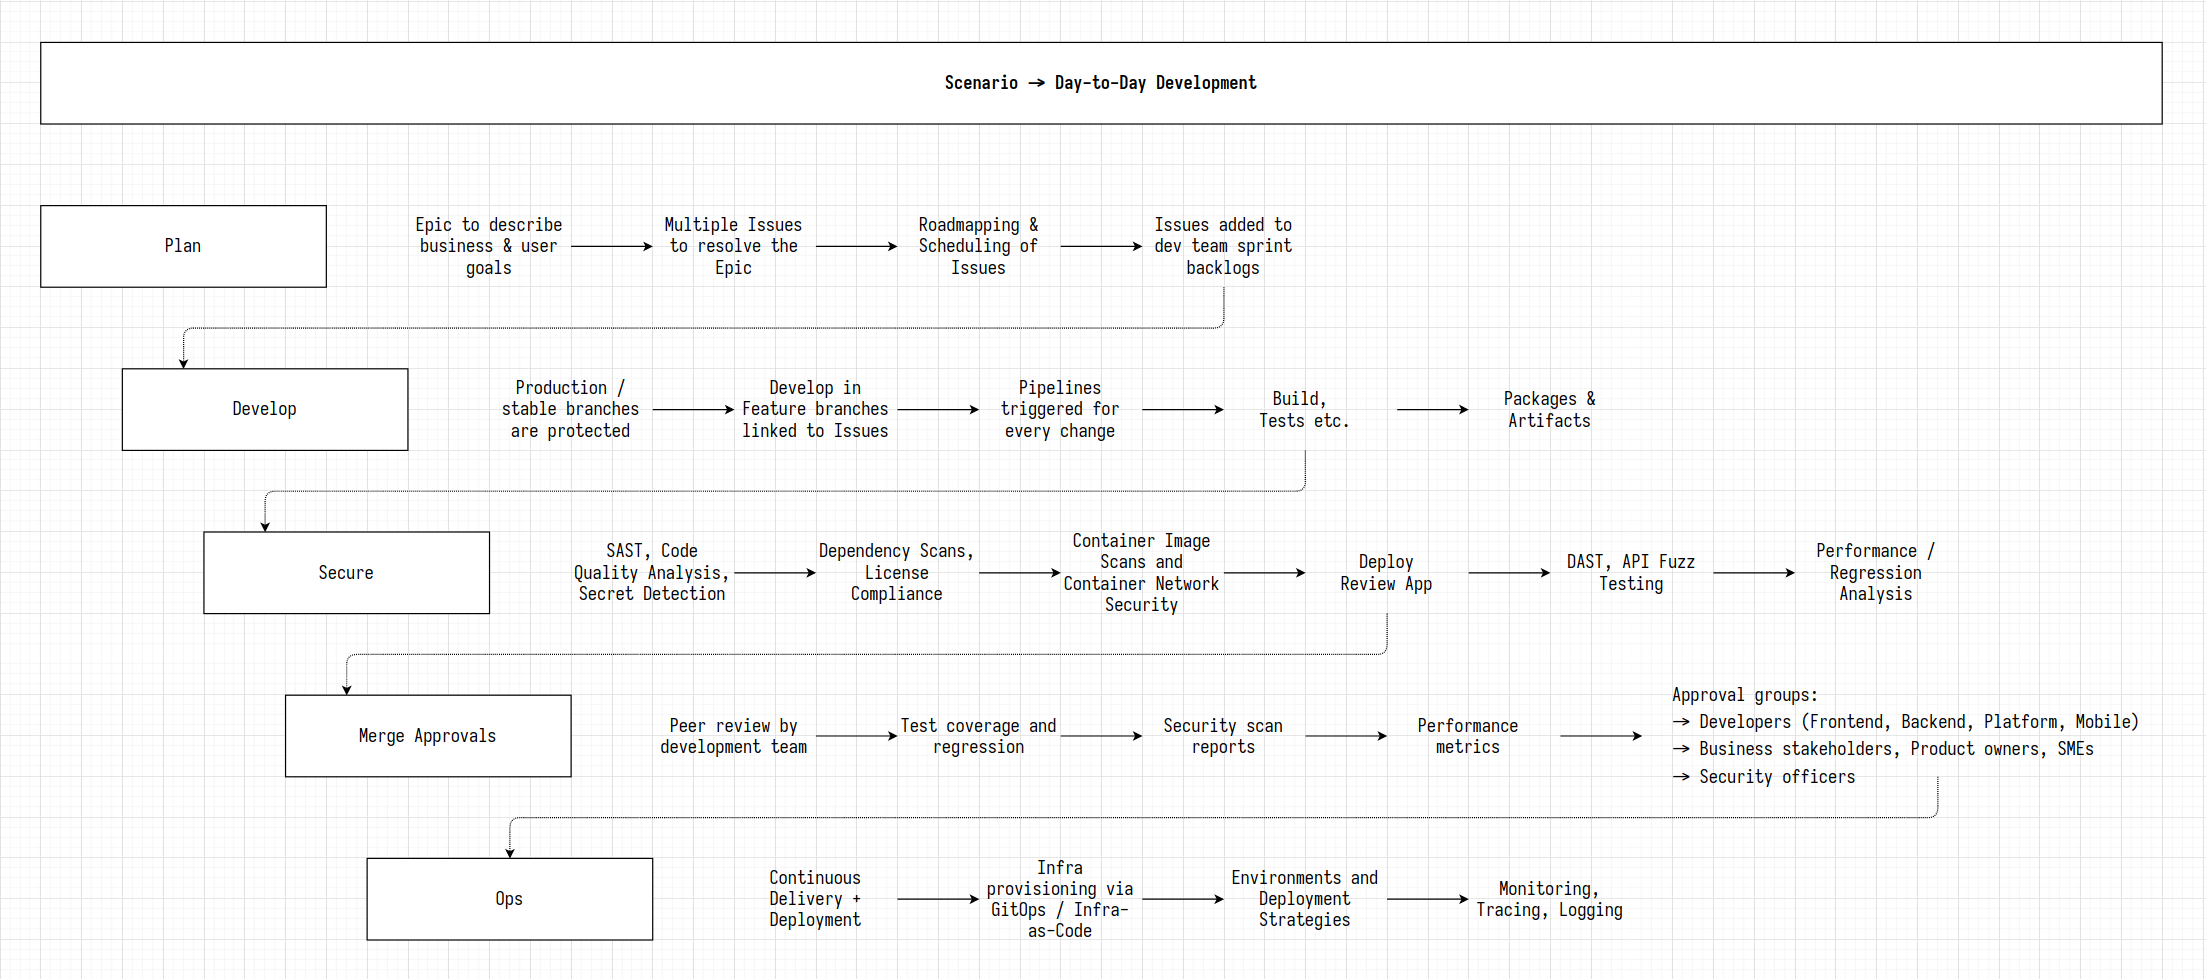 Scenario → Day-to-Day Development
Plan
Epic to describe
business & user
goals
Multiple Issues
to resolve the
Epic
Roadmapping &
Scheduling of
Issues
Issues added to
dev team sprint
backlogs
Develop
Production /
stable branches
are protected
Develop in
Feature branches
linked to Issues
Pipelines
triggered for
every change
Build,
Tests etc.
Packages &
Artifacts
Secure
SAST, Code
Quality Analysis,
Secret Detection
Dependency Scans,
License
Compliance
Container Image
Scans and
Container Network
Security
Deploy
Review App
DAST, API Fuzz
Testing
Performance /
Regression
Analysis
Merge Approvals
Peer review by
development team
Test coverage and
regression
Security scan
reports
Performance
metrics
Approval groups:
→ Developers (Frontend, Backend, Platform, Mobile)
→ Business stakeholders, Product owners, SMEs
→ Security officers
Ops
Continuous
Delivery +
Deployment
Infra
provisioning via
GitOps / Infra-
as-Code
Environments and
Deployment
Strategies
Monitoring,
Tracing, Logging